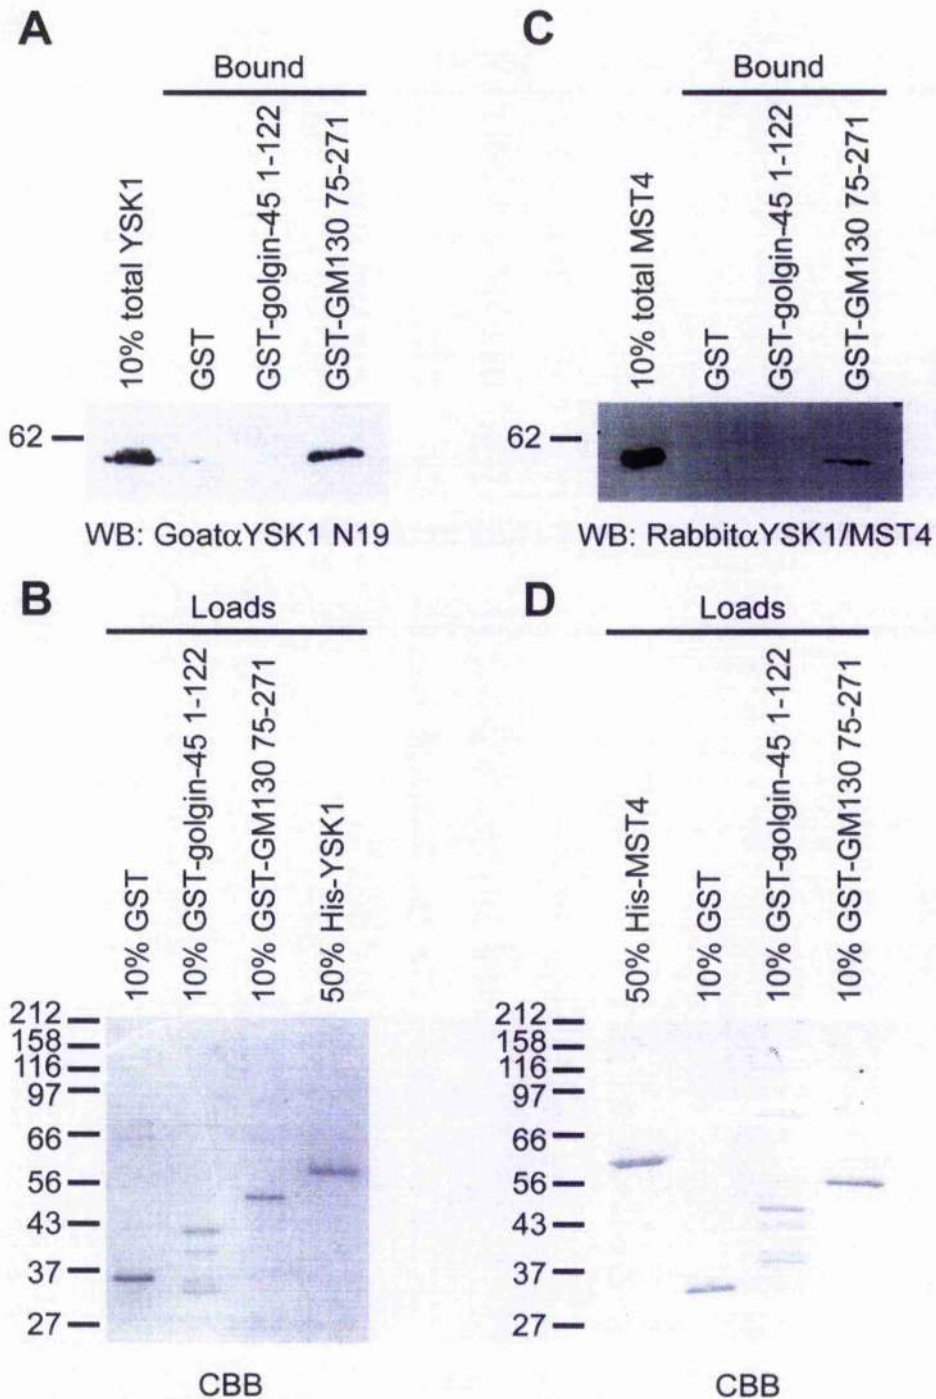 A
Bound
10% total YSK1
GST
GST-golgin-45 1-122
GST-GM130 75-271
62
WB: GoatαYSK1 N19
C
Bound
10% total MST4
GST
GST-golgin-45 1-122
GST-GM130 75-271
62
WB: RabbitαYSK1/MST4
B
Loads
10% GST
10% GST-golgin-45 1-122
10% GST-GM130 75-271
50% His-YSK1
212
158
116
97
66
56
43
37
27
CBB
D
Loads
50% His-MST4
10% GST
10% GST-golgin-45 1-122
10% GST-GM130 75-271
212
158
116
97
66
56
43
37
27
CBB